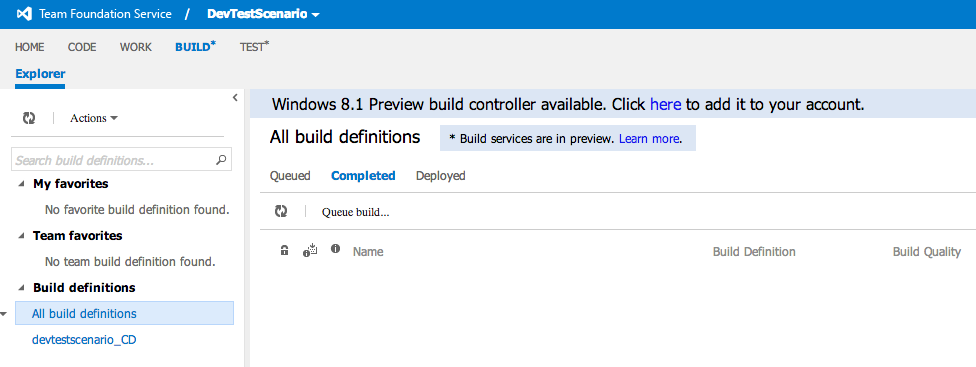 Team Foundation Service / DevTestScenario
HOME CODE WORK BUILD* TEST*
Explorer
Actions
Search build definitions...
My favorites
No favorite build definition found.
Team favorites
No team build definition found.
Build definitions
All build definitions
devtestscenario_CD
Windows 8.1 Preview build controller available. Click here to add it to your account.
All build definitions * Build services are in preview. Learn more.
Queued Completed Deployed
Queue build...
Name Build Definition Build Quality